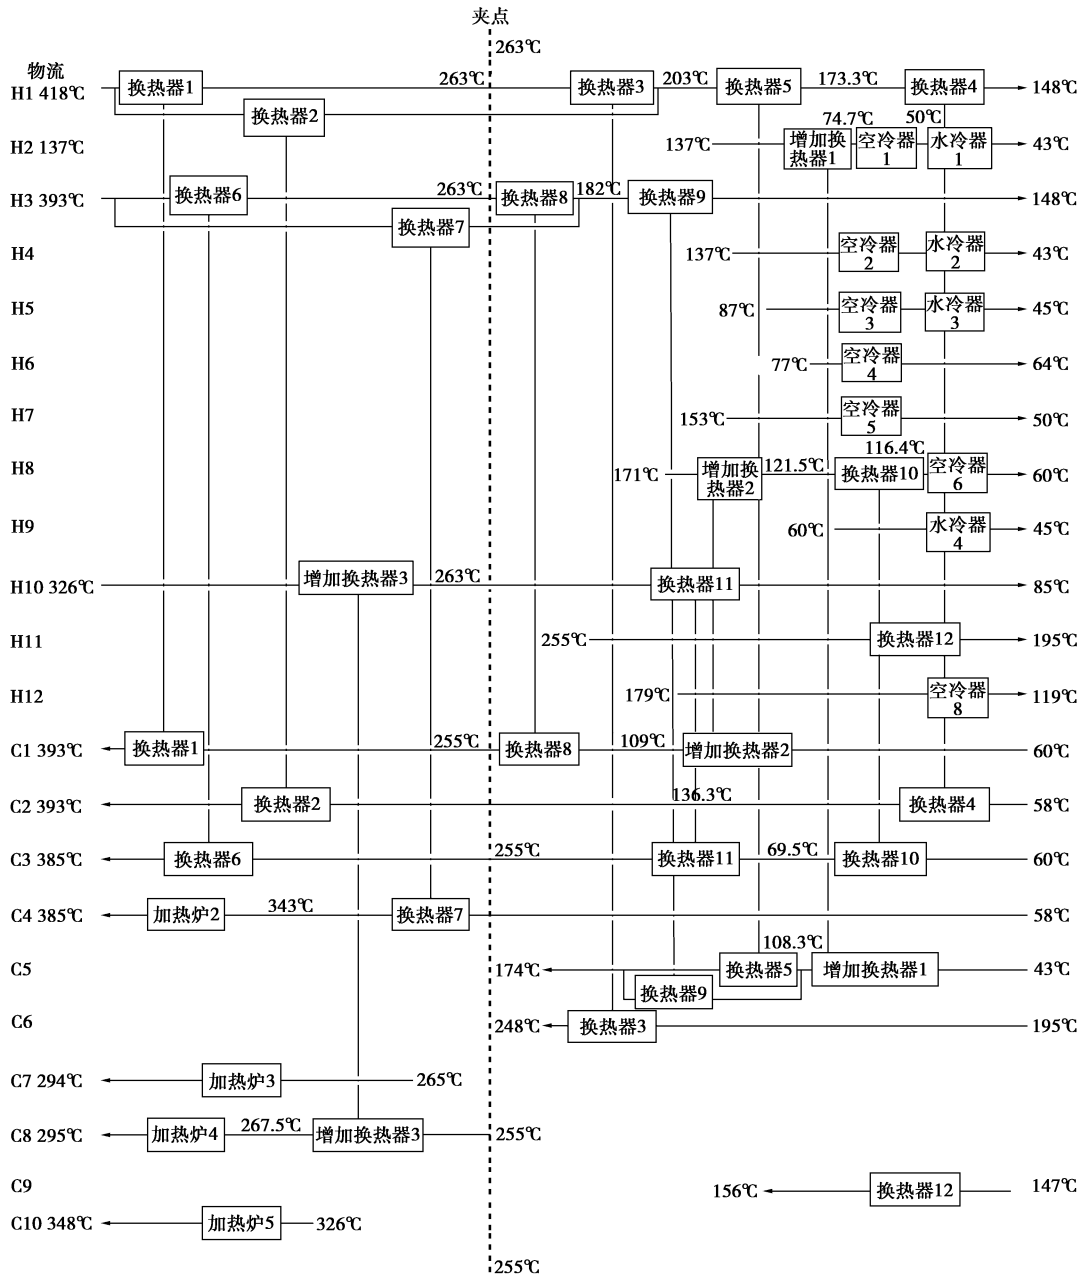 夹点
263℃
物流
H1 418℃
换热器1
263℃
换热器3
203℃
换热器5
173.3℃
换热器4
148℃
换热器2
H2 137℃
137℃
增加换
热器1
74.7℃
空冷器
1
50℃
水冷器
1
43℃
H3 393℃
换热器6
263℃
换热器8
182℃
换热器9
148℃
换热器7
H4
137℃
空冷器
2
水冷器
2
43℃
H5
87℃
空冷器
3
水冷器
3
45℃
H6
77℃
空冷器
4
64℃
H7
153℃
空冷器
5
50℃
H8
171℃
增加换
热器2
121.5℃
换热器10
116.4℃
空冷器
6
60℃
H9
60℃
水冷器
4
45℃
H10 326℃
增加换热器3
263℃
换热器11
85℃
H11
255℃
换热器12
195℃
H12
179℃
空冷器
8
119℃
C1 393℃
换热器1
255℃
换热器8
109℃
增加换热器2
60℃
C2 393℃
换热器2
136.3℃
换热器4
58℃
C3 385℃
换热器6
255℃
换热器11
69.5℃
换热器10
60℃
C4 385℃
加热炉2
343℃
换热器7
58℃
C5
174℃
换热器5
108.3℃
增加换热器1
43℃
换热器9
C6
248℃
换热器3
195℃
C7 294℃
加热炉3
265℃
C8 295℃
加热炉4
267.5℃
增加换热器3
255℃
C9
156℃
换热器12
147℃
C10 348℃
加热炉5
326℃
255℃